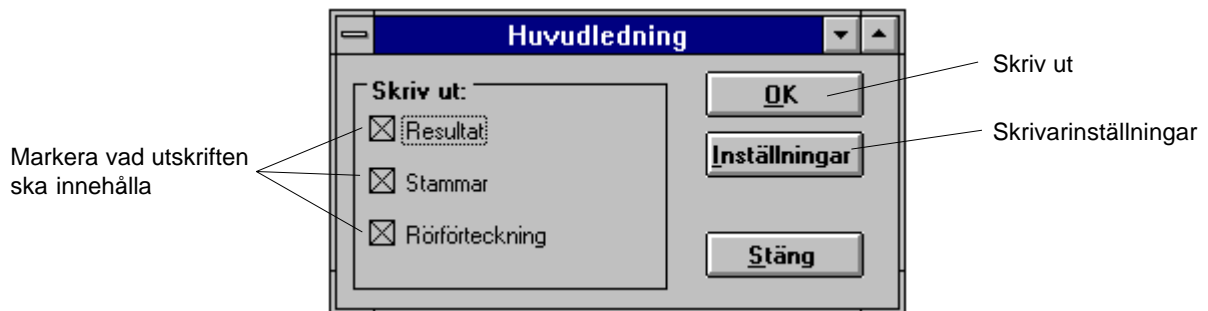 Huvudledning
Skriv ut:
Resultat
Stammar
Rörförteckning
OK
Inställningar
Stäng
Markera vad utskriften
ska innehålla
Skriv ut
Skrivarinställningar